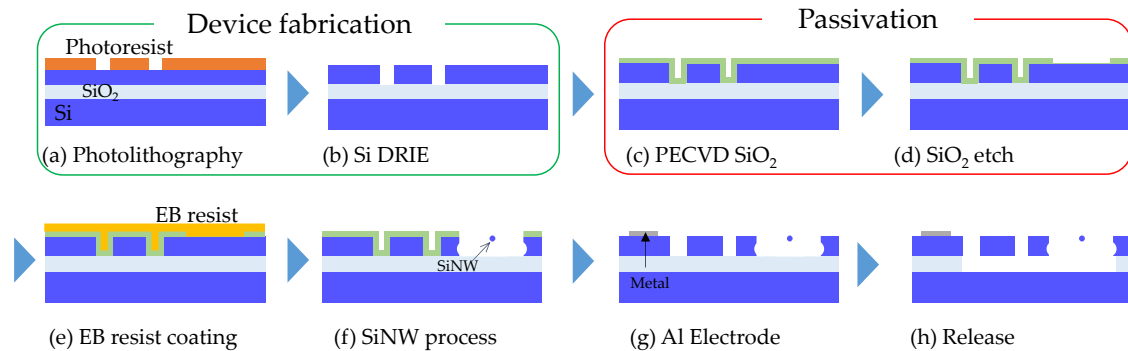 Device fabrication
Passivation
Photoresist
SiO₂
Si
(a) Photolithography
(b) Si DRIE
(c) PECVD SiO₂
(d) SiO₂ etch
EB resist
SiNW
Metal
(e) EB resist coating
(f) SiNW process
(g) Al Electrode
(h) Release